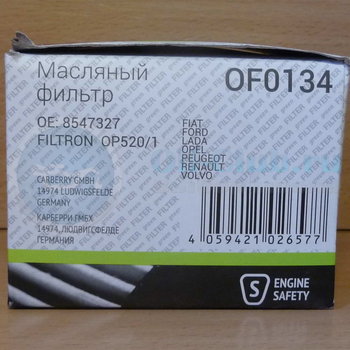 Масляный
фильтр
OF0134
OE: 8547327
FILTRON OP520/1
FIAT
FORD
LADA
OPEL
PEUGEOT
RENAULT
VOLVO
CARBERRY GMBH
14974 LUDWIGSFELDE
GERMANY
КАРБЕРРИ ГМБХ
14974, ЛЮДВИГСФЕЛДЕ
ГЕРМАНИЯ
4 059421 026577
S
ENGINE
SAFETY